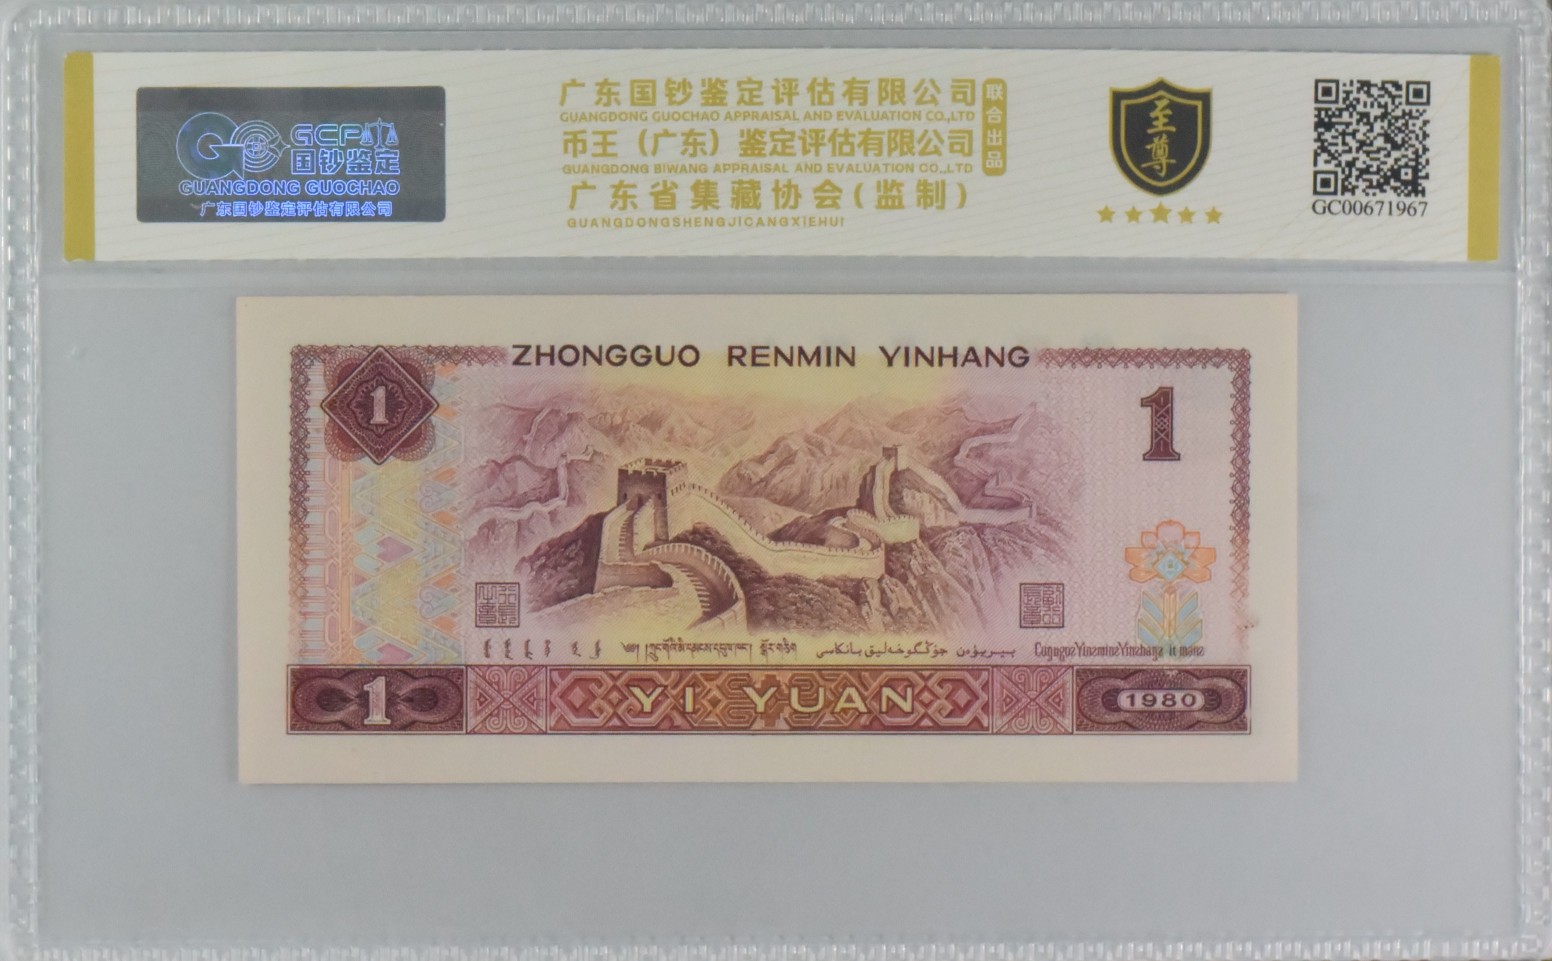 GCP
国钞鉴定
GUANGDONG GUOCHAO
广东国钞鉴定评估有限公司
广东国钞鉴定评估有限公司
GUANGDONG GUOCHAO APPRAISAL AND EVALUATION CO.,LTD
币王（广东）鉴定评估有限公司
GUANGDONG BIWANG APPRAISAL AND EVALUATION CO.,LTD
联合出品
广东省集藏协会(监制)
GUANGDONGSHENGJICANGXIEHUI
至尊
GC00671967
ZHONGGUO RENMIN YINHANG
1
1
1
YI YUAN
1980